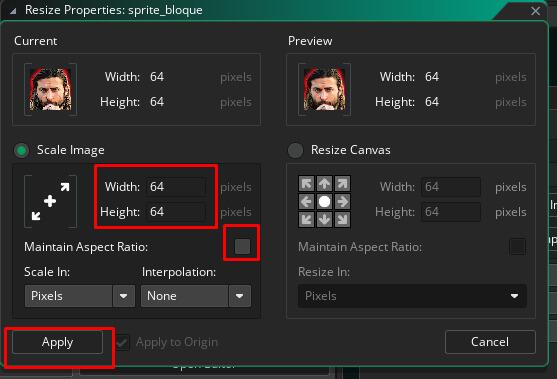 Resize Properties: sprite_bloque
Current
Width: 64 pixels
Height: 64 pixels
Preview
Width: 64 pixels
Height: 64 pixels
Scale Image
Width: 64 pixels
Height: 64 pixels
Maintain Aspect Ratio:
Scale In: Interpolation:
Pixels None
Resize Canvas
Width: 64 pixels
Height: 64 pixels
Maintain Aspect Ratio:
Resize In:
Pixels
Apply Apply to Origin Cancel
Open Editor